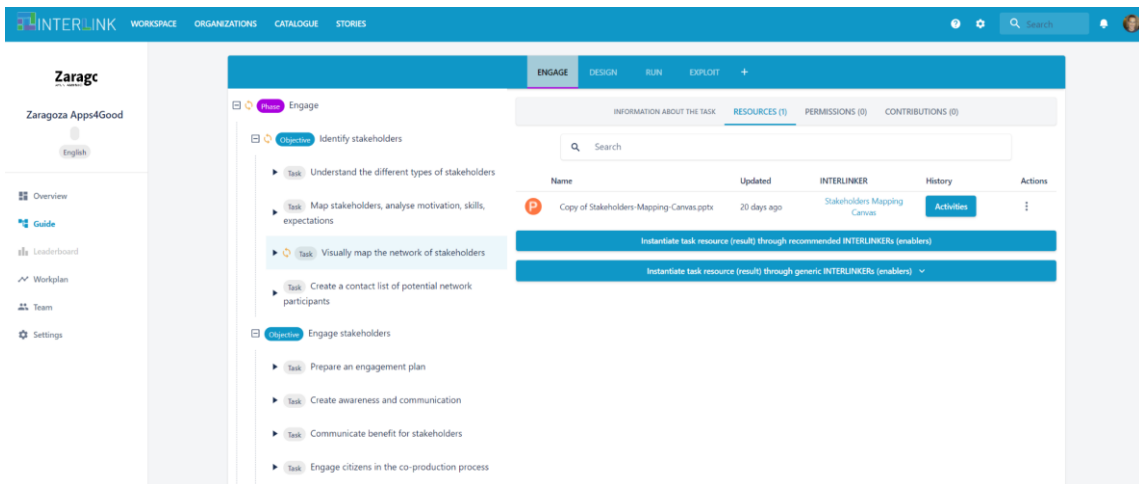 INTERLINK WORKSPACE ORGANIZATIONS CATALOGUE STORIES Search
Zaragc
Zaragoza Apps4Good
English
Overview
Guide
Leaderboard
Workplan
Team
Settings
ENGAGE DESIGN RUN EXPLOIT +
Phase Engage
Objective Identify stakeholders
Task Understand the different types of stakeholders
Task Map stakeholders, analyse motivation, skills,
expectations
Task Visually map the network of stakeholders
Task Create a contact list of potential network
participants
Objective Engage stakeholders
Task Prepare an engagement plan
Task Create awareness and communication
Task Communicate benefit for stakeholders
Task Engage citizens in the co-production process
INFORMATION ABOUT THE TASK RESOURCES (1) PERMISSIONS (0) CONTRIBUTIONS (0)
Search
Name Updated INTERLINKER History Actions
P Copy of Stakeholders-Mapping-Canvas.pptx 20 days ago Stakeholders Mapping Activities
Canvas
Instantiate task resource (result) through recommended INTERLINKERs (enablers)
Instantiate task resource (result) through generic INTERLINKERs (enablers)